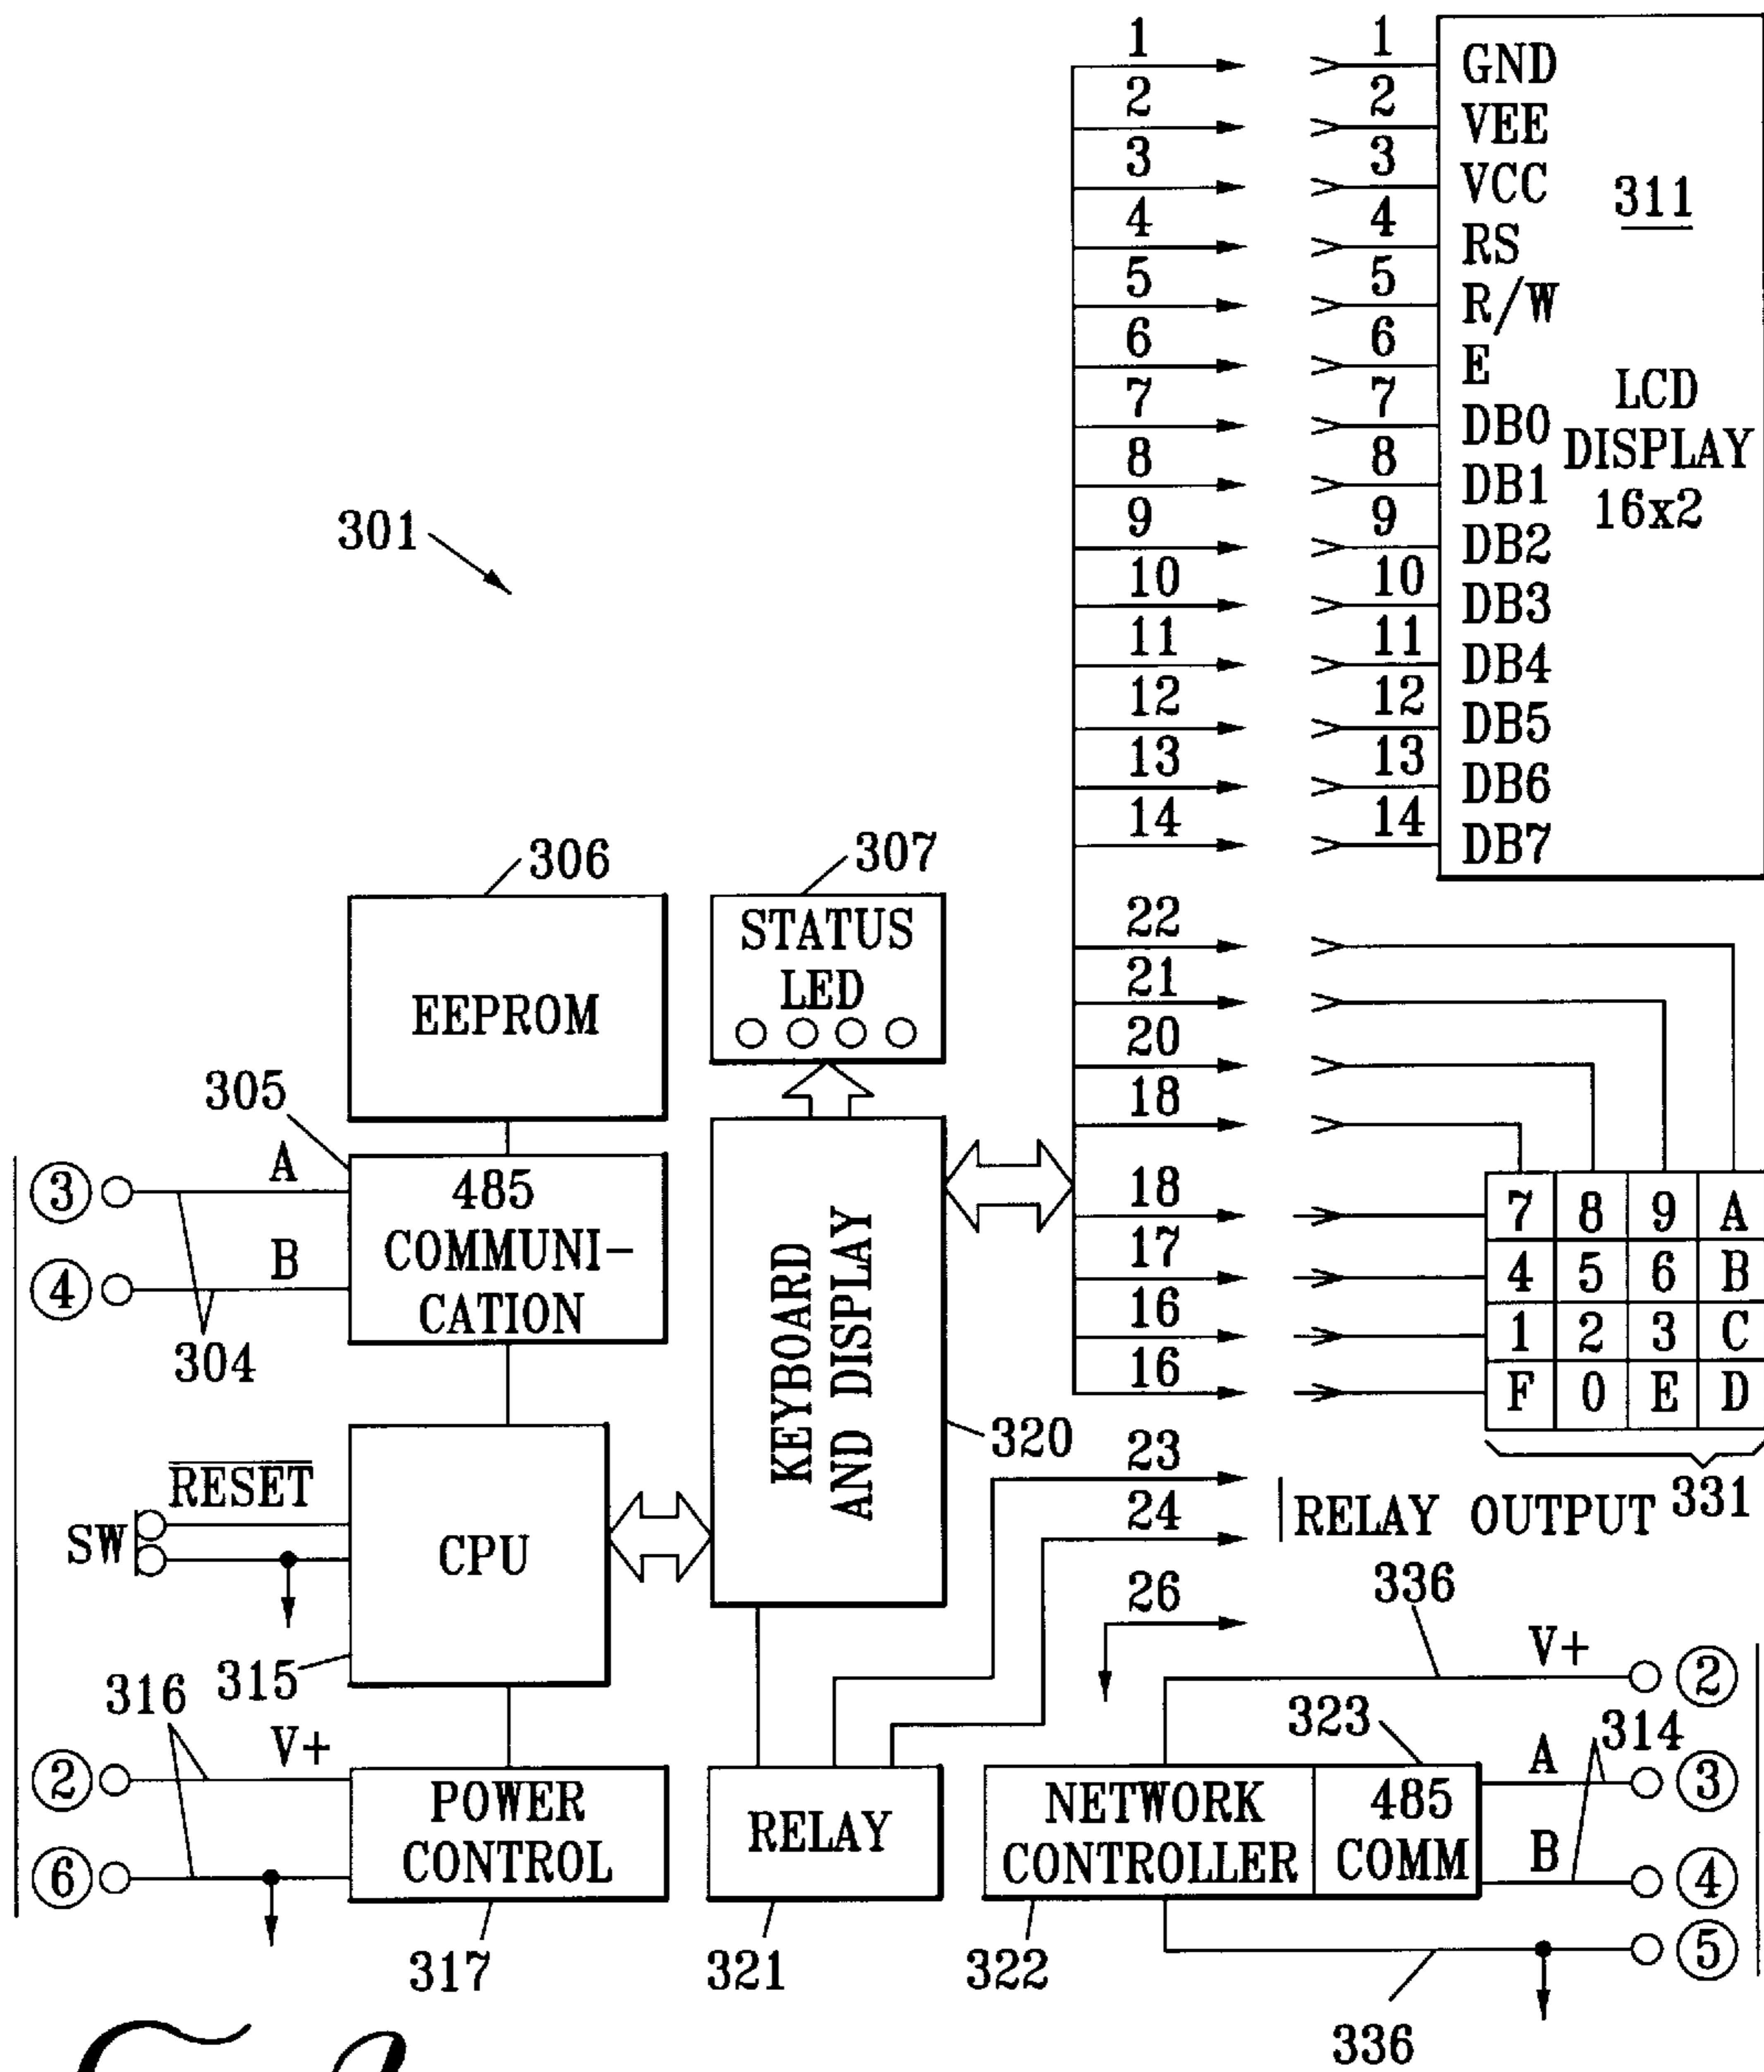 1 1 GND
2 2 VEE
3 3 VCC
311
4 4 RS
5 5 R/W
6 6 E
LCD
7 7 DB0
DISPLAY
8 8 DB1
16x2
9 9 DB2
301
10 10 DB3
11 11 DB4
12 12 DB5
13 13 DB6
14 14 DB7
306
307
EEPROM
STATUS
LED
22
21
20
18
305
3 A
4 B
304
485
COMMUNI-
CATION
KEYBOARD
AND DISPLAY
320
18 7 8 9 A
17 4 5 6 B
16 1 2 3 C
16 F 0 E D
331
23
24
RELAY OUTPUT
26
RESET
SW
CPU
315
316
2 V+
6
POWER
CONTROL
317
RELAY
321
336
V+ 2
323
314
NETWORK
CONTROLLER
485
COMM
A 3
B 4
5
322
336